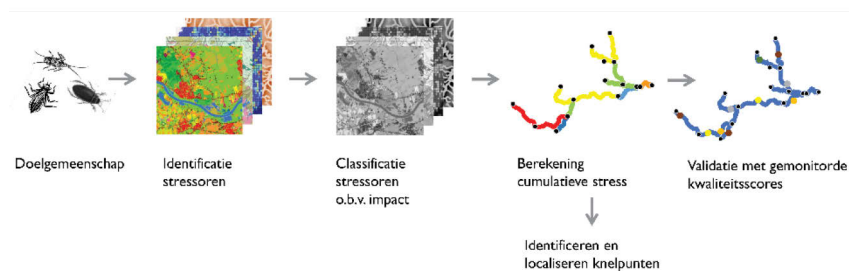 Doelgemeenschap
Identificatie
stressoren
Classificatie
stressoren
o.b.v. impact
Berekening
cumulatieve stress
Validatie met gemonitorde
kwaliteitsscores
Identificeren en
localiseren knelpunten